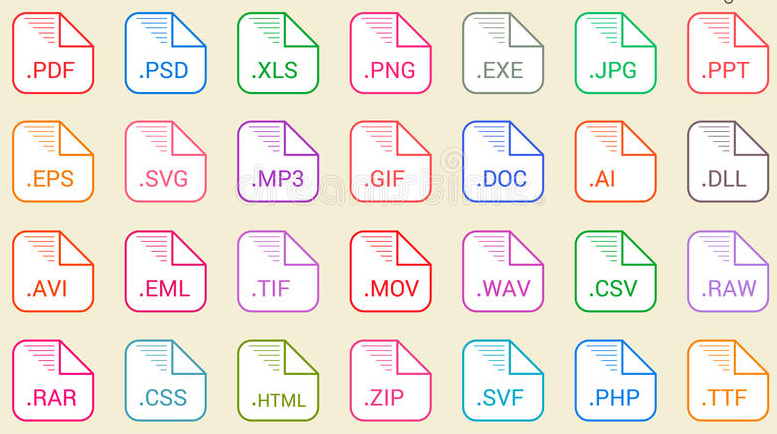 .PDF .PSD .XLS .PNG .EXE .JPG .PPT
.EPS .SVG .MP3 .GIF .DOC .AI .DLL
.AVI .EML .TIF .MOV .WAV .CSV .RAW
.RAR .CSS .HTML .ZIP .SVF .PHP .TTF